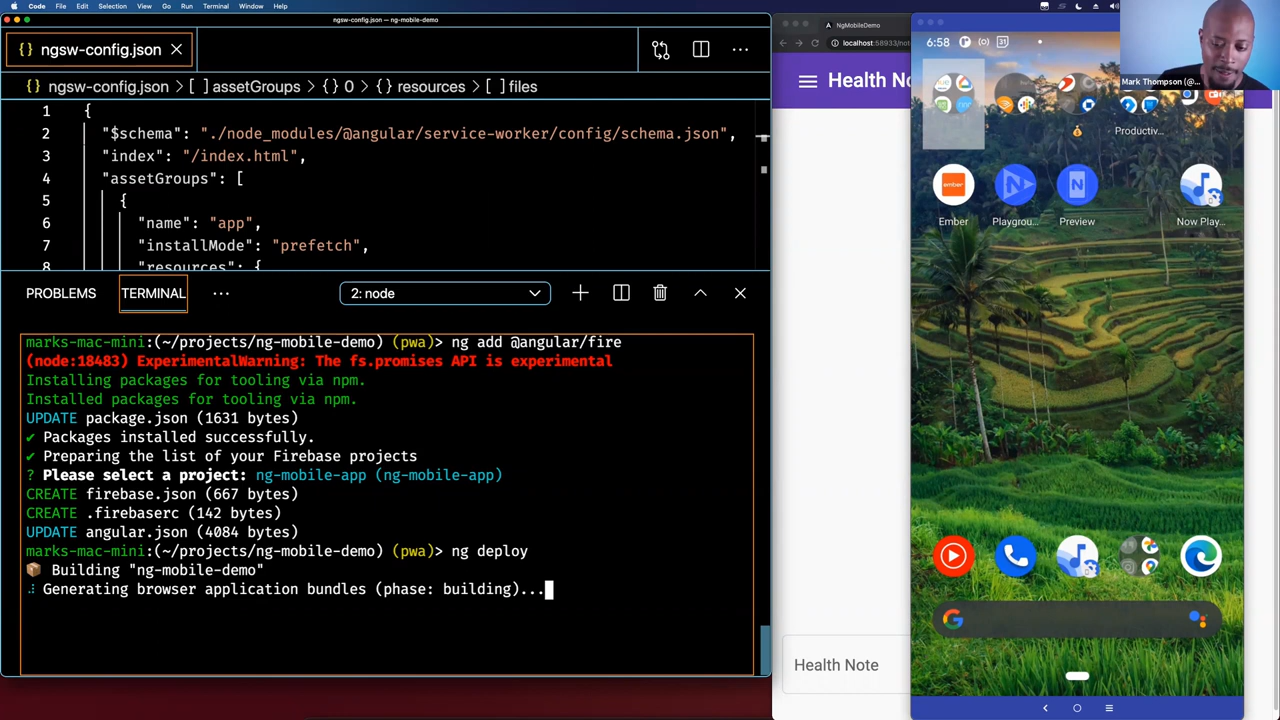 Code File Edit Selection View Go Run Terminal Window Help
ngsw-config.json — ng-mobile-demo
{} ngsw-config.json
{} ngsw-config.json > [ ] assetGroups > {} 0 > {} resources > [ ] files
1 {
2 "$schema": "./node_modules/@angular/service-worker/config/schema.json",
3 "index": "/index.html",
4 "assetGroups": [
5 {
6 "name": "app",
7 "installMode": "prefetch",
8 "resources": {
PROBLEMS TERMINAL ... 2: node
marks-mac-mini:(~/projects/ng-mobile-demo) (pwa)> ng add @angular/fire
(node:18483) ExperimentalWarning: The fs.promises API is experimental
Installing packages for tooling via npm.
Installed packages for tooling via npm.
UPDATE package.json (1631 bytes)
✔ Packages installed successfully.
✔ Preparing the list of your Firebase projects
? Please select a project: ng-mobile-app (ng-mobile-app)
CREATE firebase.json (667 bytes)
CREATE .firebaserc (142 bytes)
UPDATE angular.json (4084 bytes)
marks-mac-mini:(~/projects/ng-mobile-demo) (pwa)> ng deploy
📦 Building "ng-mobile-demo"
Generating browser application bundles (phase: building)...
NgMobileDemo
localhost:58933/not
Health No
Health Note
6:58
31
Mark Thompson (@...
Productiv...
ember
Ember Playgrou... Preview Now Play...